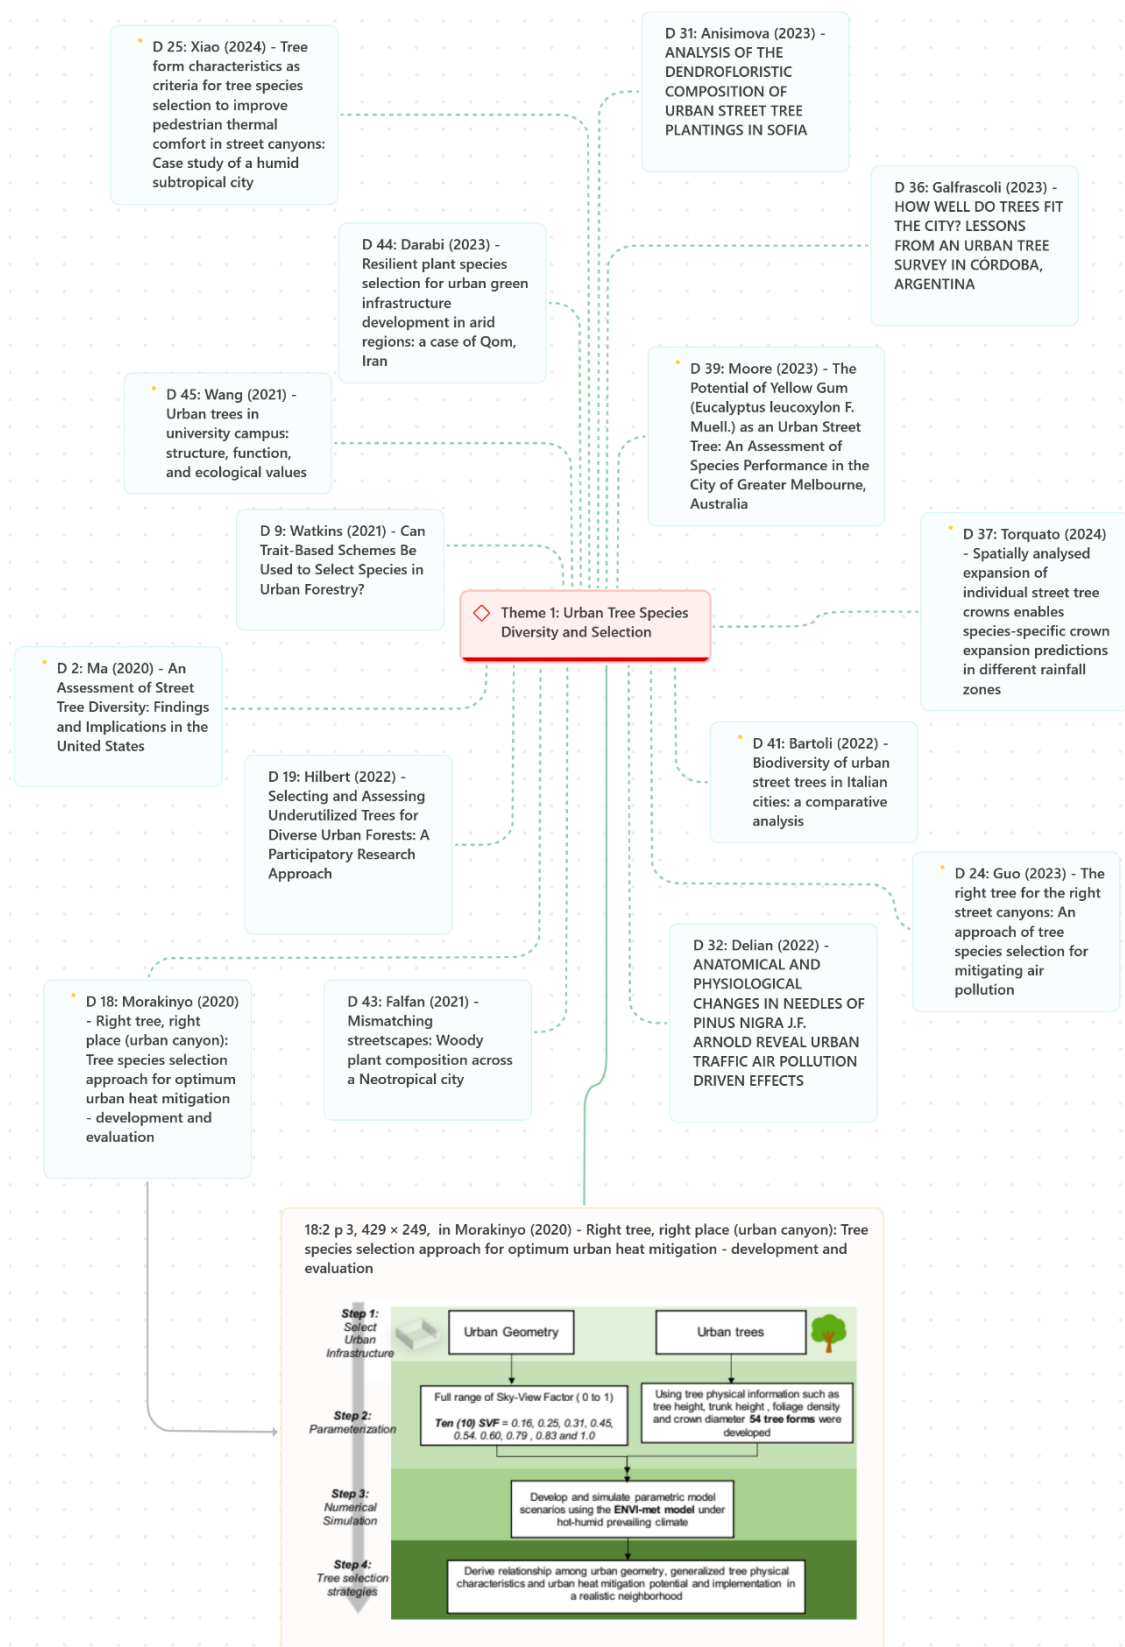 D 25: Xiao (2024) - Tree
form characteristics as
criteria for tree species
selection to improve
pedestrian thermal
comfort in street canyons:
Case study of a humid
subtropical city
D 31: Anisimova (2023) -
ANALYSIS OF THE
DENDROFLORISTIC
COMPOSITION OF
URBAN STREET TREE
PLANTINGS IN SOFIA
D 36: Galfrascoli (2023) -
HOW WELL DO TREES FIT
THE CITY? LESSONS
FROM AN URBAN TREE
SURVEY IN CÓRDOBA,
ARGENTINA
D 44: Darabi (2023) -
Resilient plant species
selection for urban green
infrastructure
development in arid
regions: a case of Qom,
Iran
D 39: Moore (2023) - The
Potential of Yellow Gum
(Eucalyptus leucoxylon F.
Muell.) as an Urban Street
Tree: An Assessment of
Species Performance in the
City of Greater Melbourne,
Australia
D 45: Wang (2021) -
Urban trees in
university campus:
structure, function,
and ecological values
D 9: Watkins (2021) - Can
Trait-Based Schemes Be
Used to Select Species in
Urban Forestry?
D 37: Torquato (2024)
- Spatially analysed
expansion of
individual street tree
crowns enables
species-specific crown
expansion predictions
in different rainfall
zones
Theme 1: Urban Tree Species
Diversity and Selection
D 2: Ma (2020) - An
Assessment of Street
Tree Diversity: Findings
and Implications in the
United States
D 41: Bartoli (2022) -
Biodiversity of urban
street trees in Italian
cities: a comparative
analysis
D 19: Hilbert (2022) -
Selecting and Assessing
Underutilized Trees for
Diverse Urban Forests: A
Participatory Research
Approach
D 24: Guo (2023) - The
right tree for the right
street canyons: An
approach of tree
species selection for
mitigating air
pollution
D 32: Delian (2022) -
ANATOMICAL AND
PHYSIOLOGICAL
CHANGES IN NEEDLES OF
PINUS NIGRA J.F.
ARNOLD REVEAL URBAN
TRAFFIC AIR POLLUTION
DRIVEN EFFECTS
D 18: Morakinyo (2020)
- Right tree, right
place (urban canyon):
Tree species selection
approach for optimum
urban heat mitigation
- development and
evaluation
D 43: Falfan (2021) -
Mismatching
streetscapes: Woody
plant composition across
a Neotropical city
18:2 p 3, 429 × 249, in Morakinyo (2020) - Right tree, right place (urban canyon): Tree
species selection approach for optimum urban heat mitigation - development and
evaluation
Step 1:
Select
Urban
Infrastructure
Urban Geometry
Urban trees
Step 2:
Parameterization
Full range of Sky-View Factor ( 0 to 1)
Ten (10) SVF = 0.16, 0.25, 0.31, 0.45,
0.54. 0.60, 0.79 , 0.83 and 1.0
Using tree physical information such as
tree height, trunk height , foliage density
and crown diameter 54 tree forms were
developed
Step 3:
Numerical
Simulation
Develop and simulate parametric model
scenarios using the ENVI-met model under
hot-humid prevailing climate
Step 4:
Tree selection
strategies
Derive relationship among urban geometry, generalized tree physical
characteristics and urban heat mitigation potential and implementation in
a realistic neighborhood